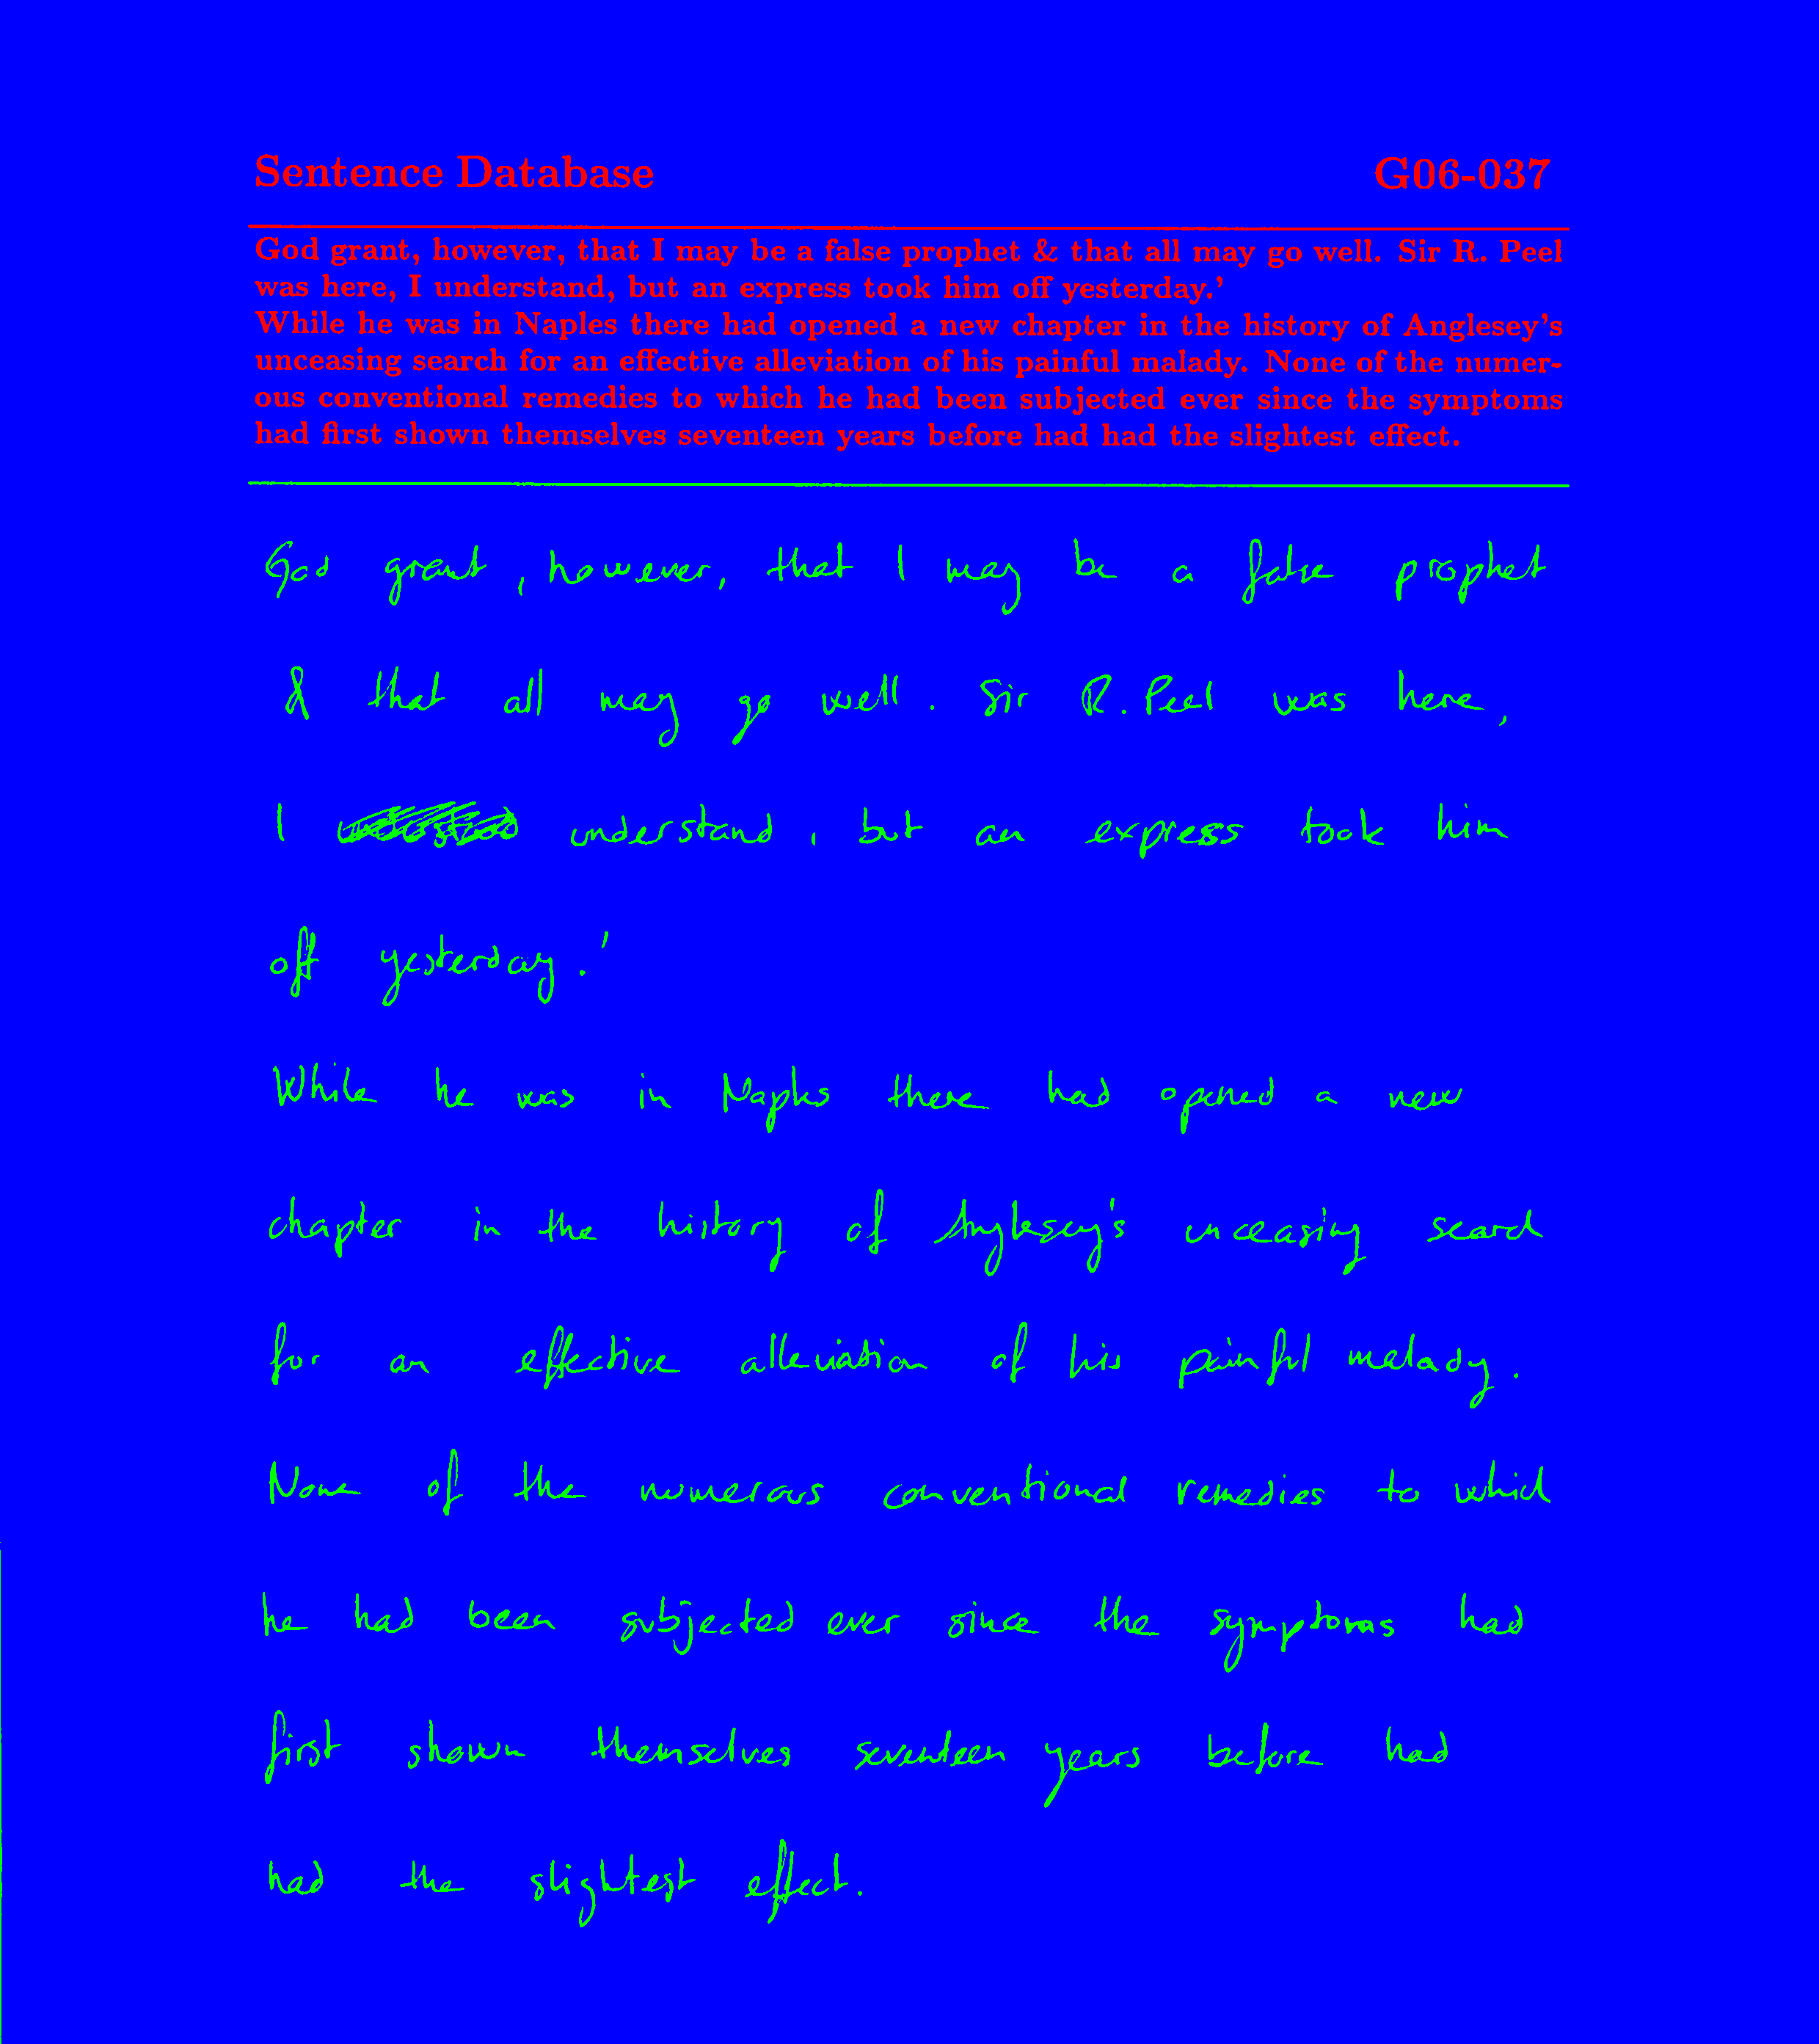 Sentence Database G06-037
God grant, however, that I may be a false prophet & that all may go well. Sir R. Peel
was here, I understand, but an express took him off yesterday.'
While he was in Naples there had opened a new chapter in the history of Anglesey's
unceasing search for an effective alleviation of his painful malady. None of the numer-
ous conventional remedies to which he had been subjected ever since the symptoms
had first shown themselves seventeen years before had had the slightest effect.
God grant, however, that I may be a false prophet
& that all may go well. Sir R. Peel was here,
I understand, but an express took him
off yesterday.'
While he was in Naples there had opened a new
chapter in the history of Anglesey's unceasing search
for an effective alleviation of his painful malady.
None of the numerous conventional remedies to which
he had been subjected ever since the symptoms had
first shown themselves seventeen years before had
had the slightest effect.